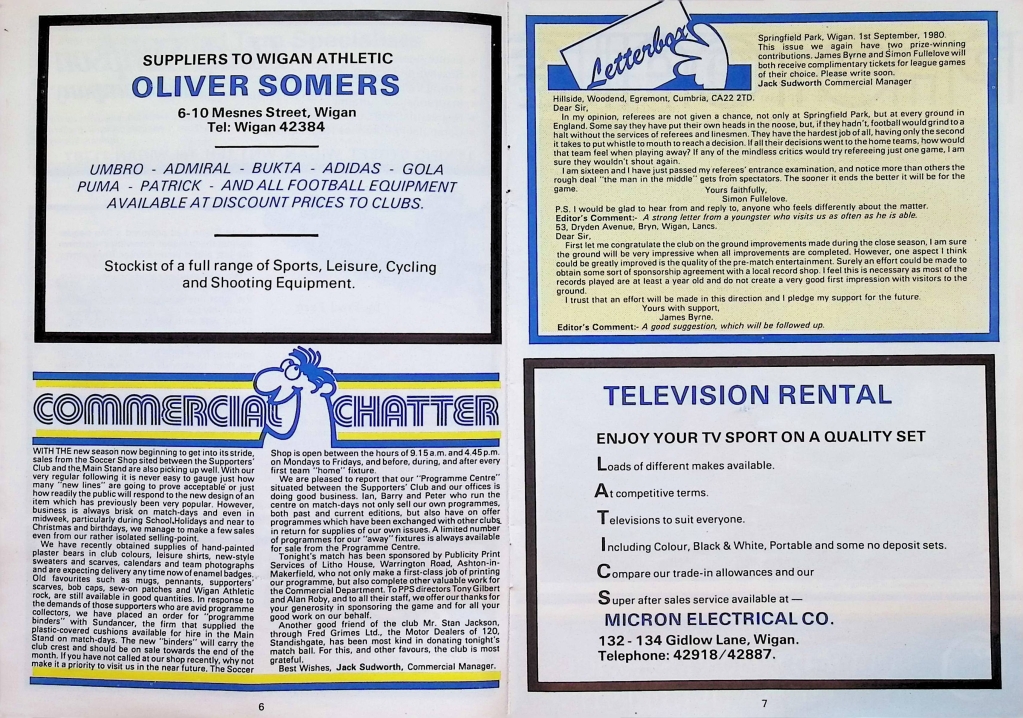 SUPPLIERS TO WIGAN ATHLETIC
OLIVER SOMERS
6-10 Mesnes Street, Wigan
Tel: Wigan 42384
UMBRO - ADMIRAL - BUKTA - ADIDAS - GOLA
PUMA - PATRICK - AND ALL FOOTBALL EQUIPMENT
AVAILABLE AT DISCOUNT PRICES TO CLUBS.
Stockist of a full range of Sports, Leisure, Cycling
and Shooting Equipment.
COMMERCIAL CHATTER
WITH THE new season now beginning to get into its stride,
sales from the Soccer Shop sited between the Supporters'
Club and the Main Stand are also picking up well. With our
very regular following it is never easy to gauge just how
many "new lines" are going to prove acceptable or just
how readily the public will respond to the new design of an
item which has previously been very popular. However,
business is always brisk on match-days and even in
midweek, particularly during School Holidays and near to
Christmas and birthdays, we manage to make a few sales
even from our rather isolated selling-point.
We have recently obtained supplies of hand-painted
plaster bears in club colours, leisure shirts, new-style
sweaters and scarves, calendars and team photographs
and are expecting delivery any time now of enamel badges.
Old favourites such as mugs, pennants, supporters'
scarves, bob caps, sew-on patches and Wigan Athletic
rock, are still available in good quantities. In response to
the demands of those supporters who are avid programme
collectors, we have placed an order for "programme
binders" with Sundancer, the firm that supplied the
plastic-covered cushions available for hire in the Main
Stand on match-days. The new "binders" will carry the
club crest and should be on sale towards the end of the
month. If you have not called at our shop recently, why not
make it a priority to visit us in the near future. The Soccer
Shop is open between the hours of 9.15 a.m. and 4.45 p.m.
on Mondays to Fridays, and before, during, and after every
first team "home" fixture.
We are pleased to report that our "Programme Centre"
situated between the Supporters' Club and our offices is
doing good business. Ian, Barry and Peter who run the
centre on match-days not only sell our own programmes,
both past and current editions, but also have on offer
programmes which have been exchanged with other clubs
in return for supplies of our own issues. A limited number
of programmes for our "away" fixtures is always available
for sale from the Programme Centre.
Tonight's match has been sponsored by Publicity Print
Services of Litho House, Warrington Road, Ashton-in-
Makerfield, who not only make a first-class job of printing
our programme, but also complete other valuable work for
the Commercial Department. To PPS directors Tony Gilbert
and Alan Roby, and to all their staff, we offer our thanks for
your generosity in sponsoring the game and for all your
good work on our behalf.
Another good friend of the club Mr. Stan Jackson,
through Fred Grimes Ltd., the Motor Dealers of 120,
Standishgate, has been most kind in donating tonight's
match ball. For this, and other favours, the club is most
grateful.
Best Wishes, Jack Sudworth, Commercial Manager.
6
Letterbox
Springfield Park, Wigan. 1st September, 1980.
This issue we again have two prize-winning
contributions. James Byrne and Simon Fullelove will
both receive complimentary tickets for league games
of their choice. Please write soon.
Jack Sudworth Commercial Manager
Hillside, Woodend, Egremont, Cumbria, CA22 2TD.
Dear Sir,
In my opinion, referees are not given a chance, not only at Springfield Park, but at every ground in
England. Some say they have put their own heads in the noose, but, if they hadn't, football would grind to a
halt without the services of referees and linesmen. They have the hardest job of all, having only the second
it takes to put whistle to mouth to reach a decision. If all their decisions went to the home teams, how would
that team feel when playing away? If any of the mindless critics would try refereeing just one game, I am
sure they wouldn't shout again.
I am sixteen and I have just passed my referees' entrance examination, and notice more than others the
rough deal "the man in the middle" gets from spectators. The sooner it ends the better it will be for the
game.
Yours faithfully,
Simon Fullelove.
P.S. I would be glad to hear from and reply to, anyone who feels differently about the matter.
Editor's Comment:- A strong letter from a youngster who visits us as often as he is able.
53, Dryden Avenue, Bryn, Wigan, Lancs.
Dear Sir,
First let me congratulate the club on the ground improvements made during the close season, I am sure
the ground will be very impressive when all improvements are completed. However, one aspect I think
could be greatly improved is the quality of the pre-match entertainment. Surely an effort could be made to
obtain some sort of sponsorship agreement with a local record shop. I feel this is necessary as most of the
records played are at least a year old and do not create a very good first impression with visitors to the
ground.
I trust that an effort will be made in this direction and I pledge my support for the future.
Yours with support,
James Byrne.
Editor's Comment:- A good suggestion, which will be followed up.
TELEVISION RENTAL
ENJOY YOUR TV SPORT ON A QUALITY SET
Loads of different makes available.
At competitive terms.
Televisions to suit everyone.
Including Colour, Black & White, Portable and some no deposit sets.
Compare our trade-in allowances and our
Super after sales service available at —
MICRON ELECTRICAL CO.
132 - 134 Gidlow Lane, Wigan.
Telephone: 42918/42887.
7